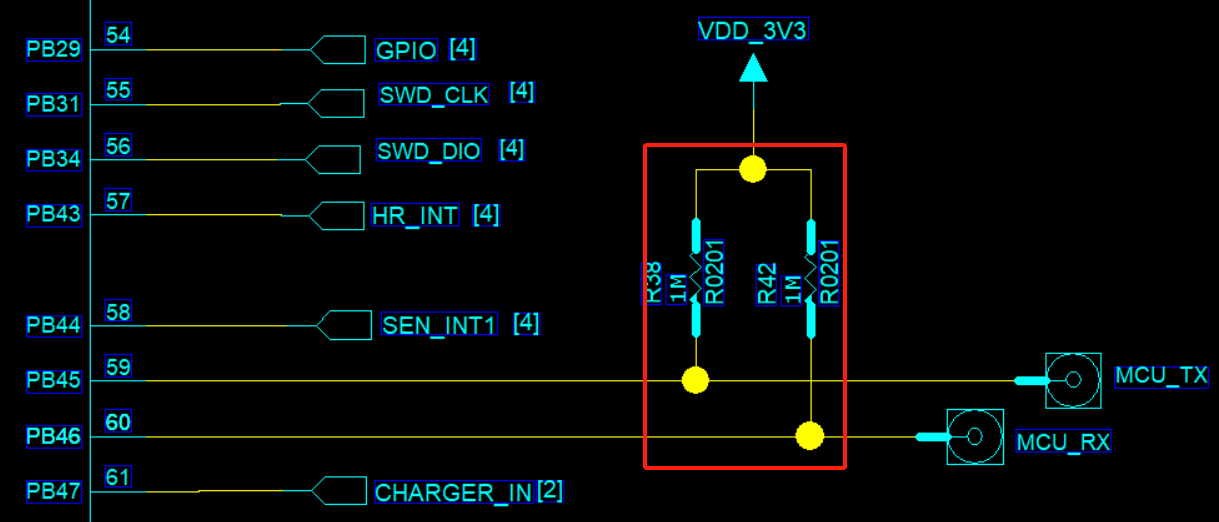 VDD_3V3
PB29 54 GPIO [4]
PB31 55 SWD_CLK [4]
PB34 56 SWD_DIO [4]
PB43 57 HR_INT [4]
R38 1M R0201 R42 1M R0201
PB44 58 SEN_INT1 [4]
PB45 59 MCU_TX
PB46 60 MCU_RX
PB47 61 CHARGER_IN [2]